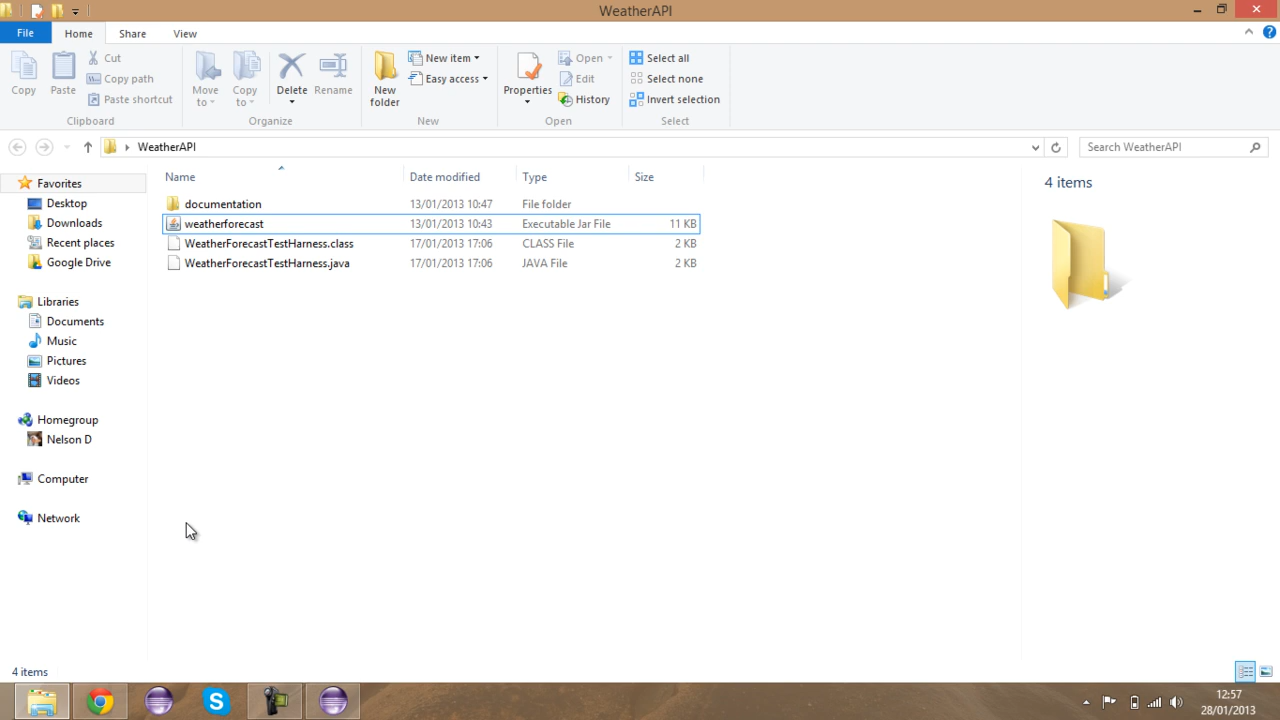 WeatherAPI
File Home Share View
Copy Paste Cut Copy path Paste shortcut Move to Copy to Delete Rename New folder New item Easy access Properties Open Edit History Select all Select none Invert selection
Clipboard Organize New Open Select
WeatherAPI Search WeatherAPI
Name Date modified Type Size
documentation 13/01/2013 10:47 File folder
weatherforecast 13/01/2013 10:43 Executable Jar File 11 KB
WeatherForecastTestHarness.class 17/01/2013 17:06 CLASS File 2 KB
WeatherForecastTestHarness.java 17/01/2013 17:06 JAVA File 2 KB
Favorites
Desktop
Downloads
Recent places
Google Drive
Libraries
Documents
Music
Pictures
Videos
Homegroup
Nelson D
Computer
Network
4 items
4 items
12:57
28/01/2013